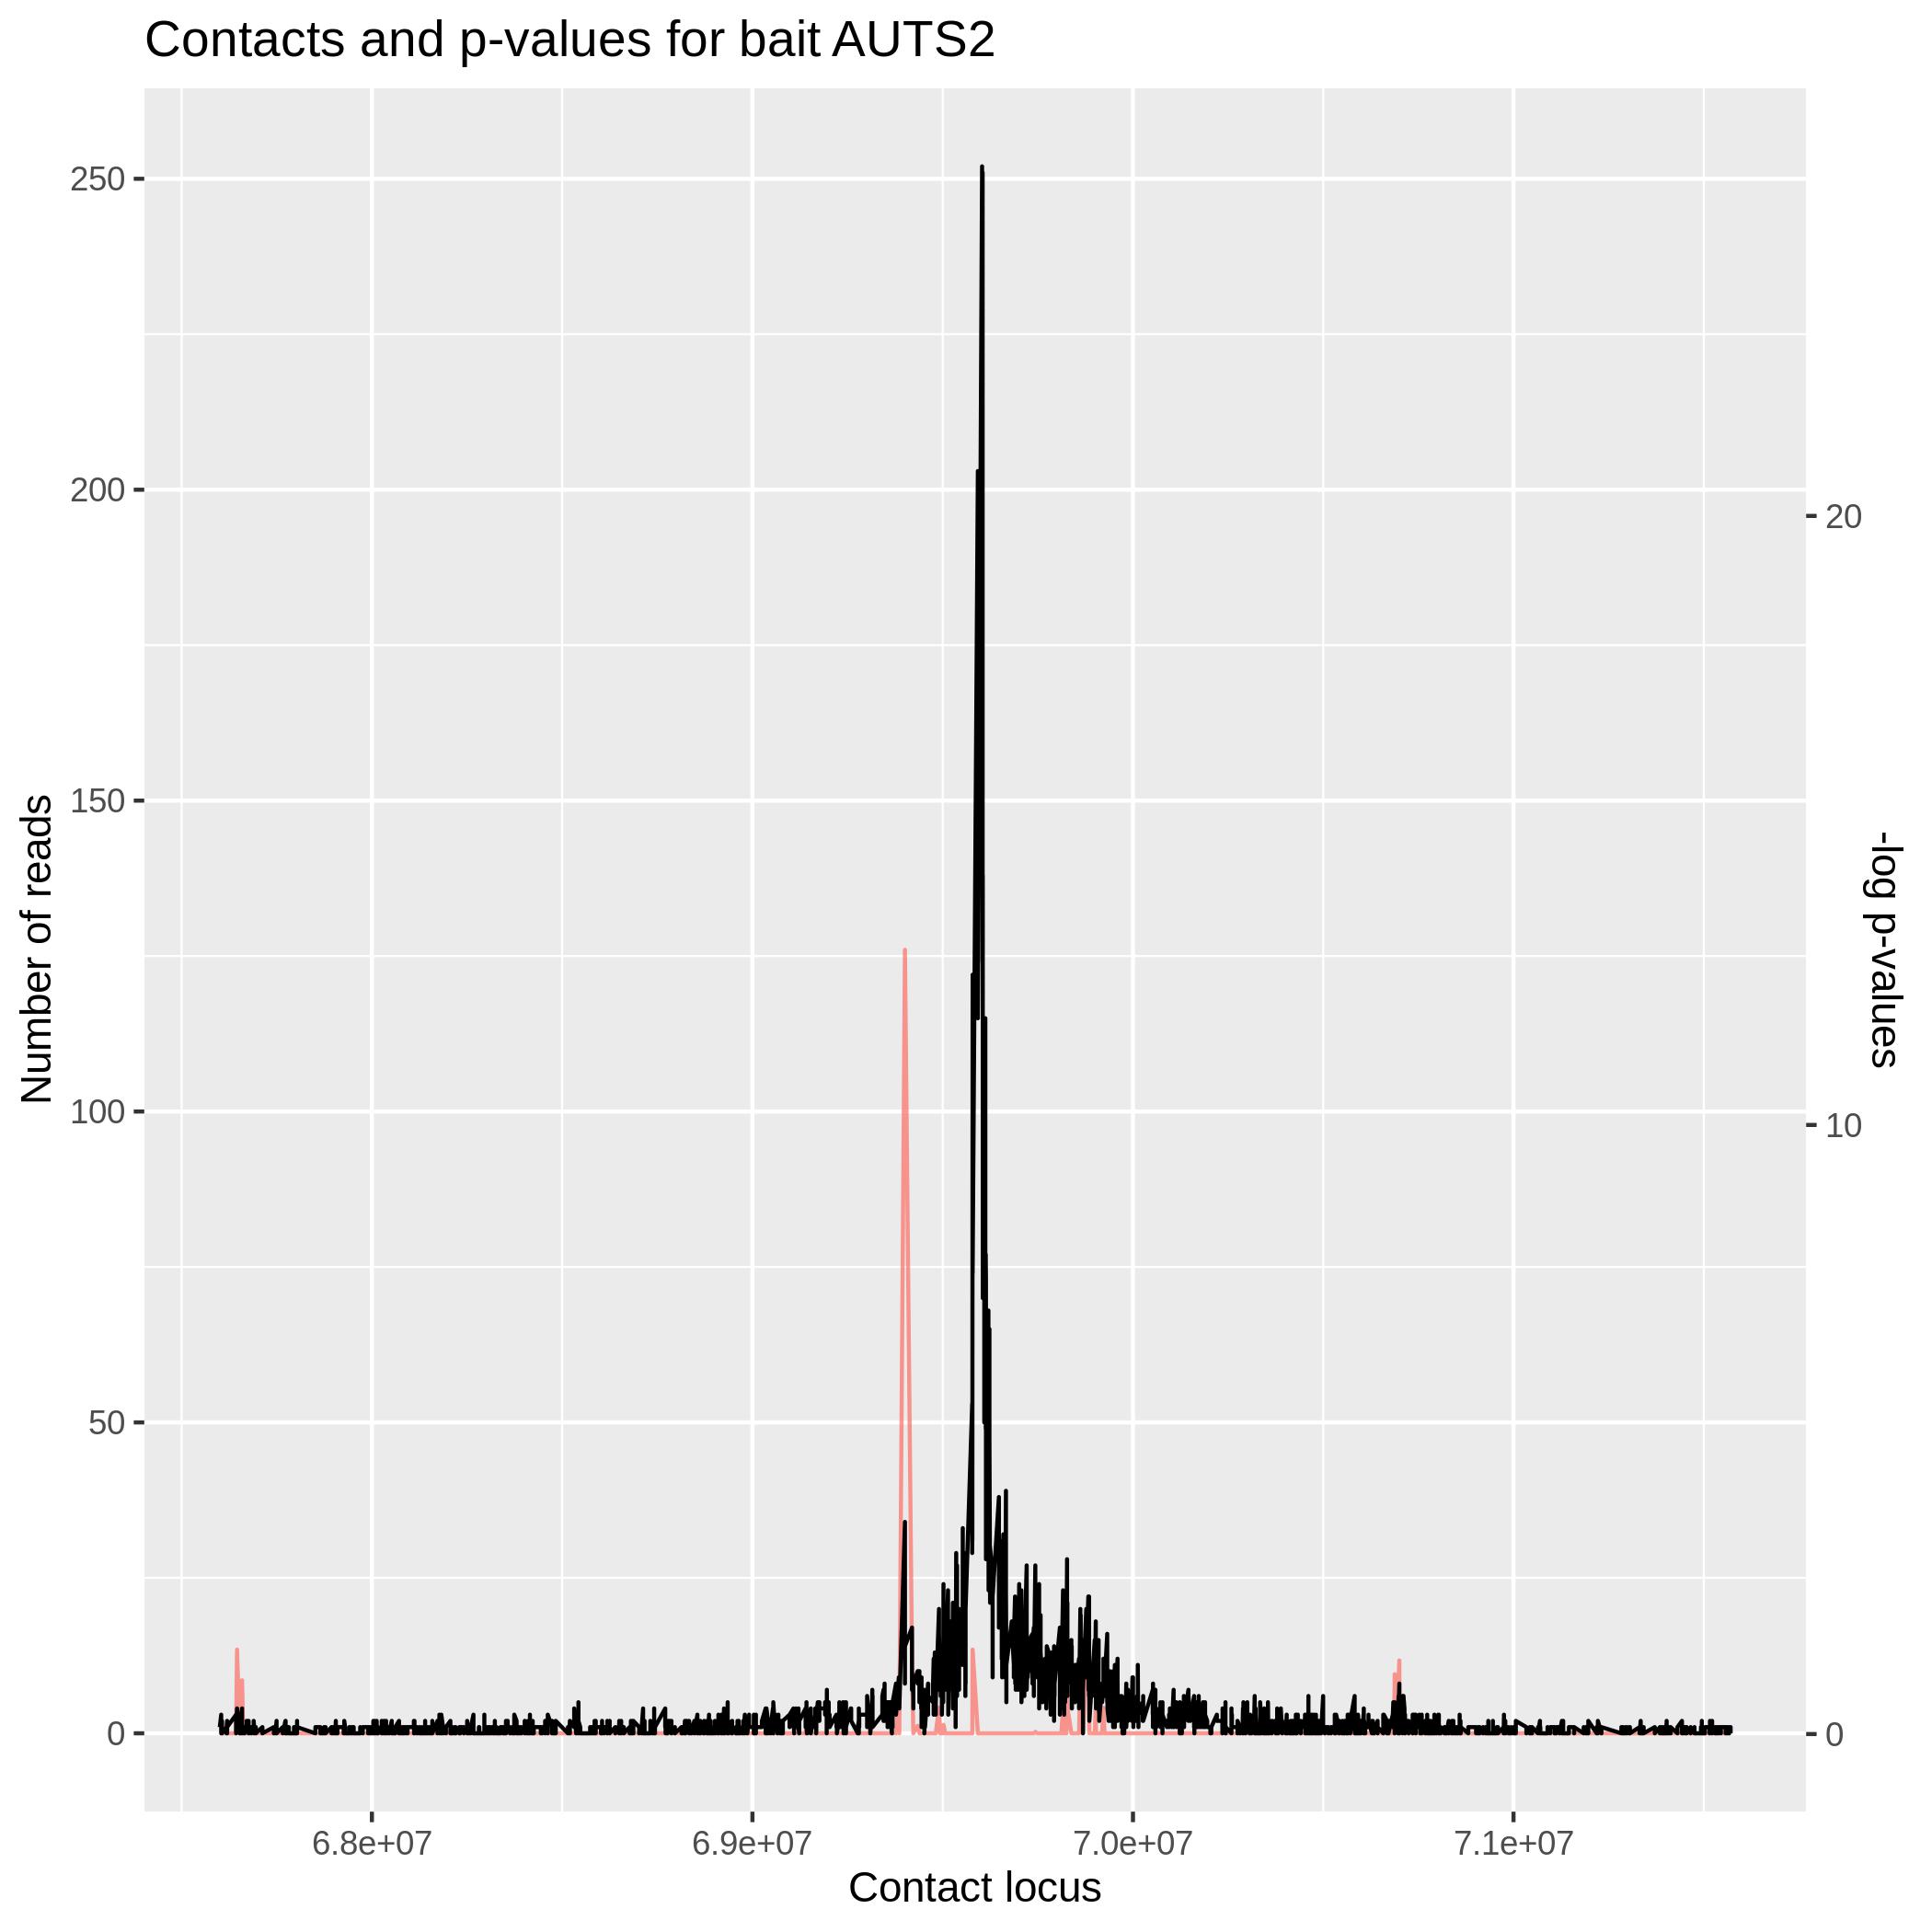 Contacts and p-values for bait AUTS2
250
200
150
100
50
0
Number of reads
20
10
0
-log p-values
6.8e+07
6.9e+07
7.0e+07
7.1e+07
Contact locus